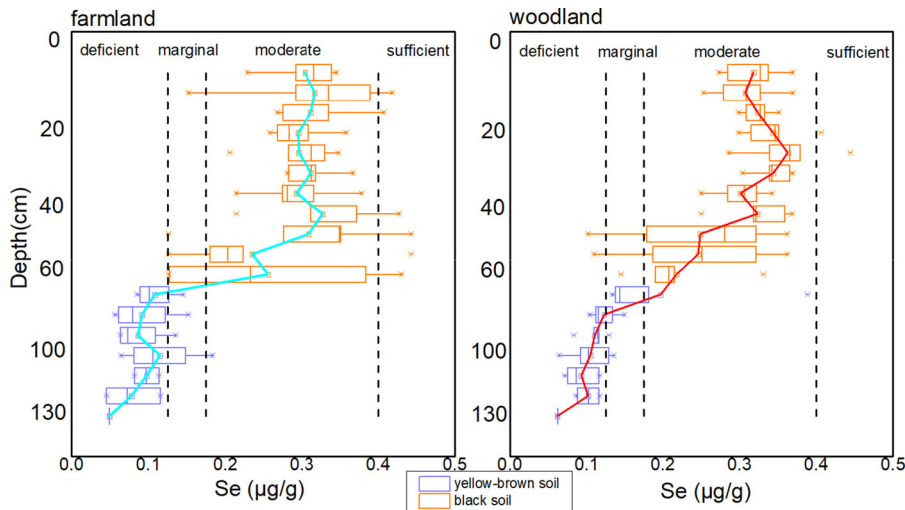 farmland
woodland
deficient marginal moderate sufficient
deficient marginal moderate sufficient
0
20
40
60
80
100
130
0
20
40
60
80
100
130
Depth(cm)
Depth(cm)
0.0 0.1 0.2 0.3 0.4 0.5
0.0 0.1 0.2 0.3 0.4 0.5
Se (µg/g)
Se (µg/g)
yellow-brown soil
black soil